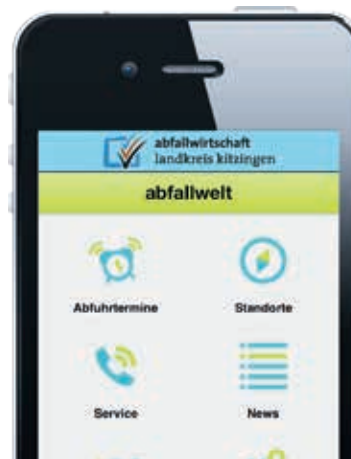 abfallwirtschaft
landkreis kitzingen
abfallwelt
Abfuhrtermine
Standorte
Service
News